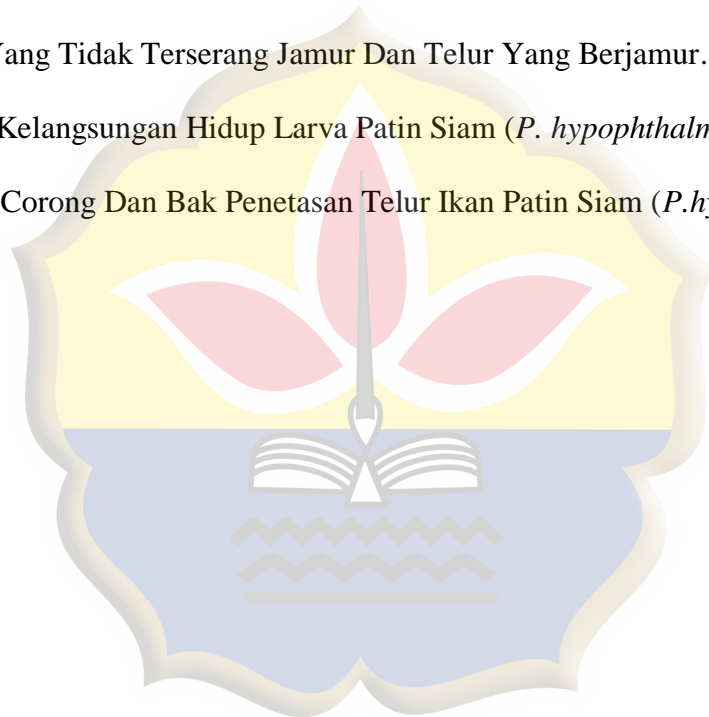 Yang Tidak Terserang Jamur Dan Telur Yang Berjamur.
Kelangsungan Hidup Larva Patin Siam (P. hypophthalm
Corong Dan Bak Penetasan Telur Ikan Patin Siam (P.hy